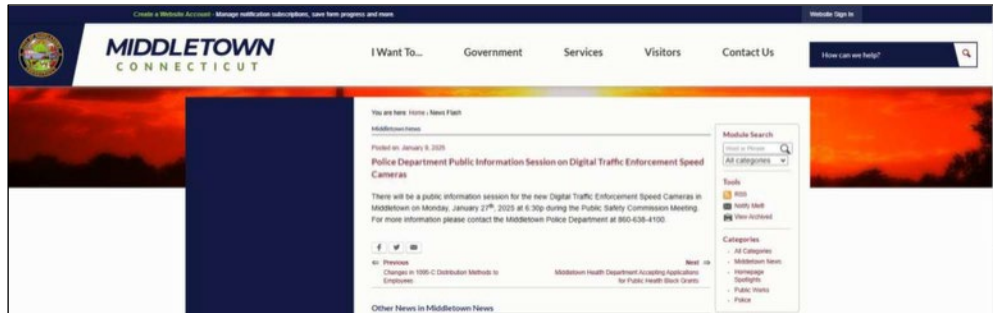 Create a Website Account - Manage notification subscriptions, save form progress and more.
Website Sign In
MIDDLETOWN
CONNECTICUT
I Want To...
Government
Services
Visitors
Contact Us
How can we help?
You are here: Home › News Flash
Middletown News
Posted on: January 9, 2025
Police Department Public Information Session on Digital Traffic Enforcement Speed
Cameras
There will be a public information session for the new Digital Traffic Enforcement Speed Cameras in
Middletown on Monday, January 27th, 2025 at 6:30p during the Public Safety Commission Meeting.
For more information please contact the Middletown Police Department at 860-638-4100.
⇐ Previous
Changes in 1095-C Distribution Methods to
Employees
Next ⇒
Middletown Health Department Accepting Applications
for Public Health Block Grants
Other News in Middletown News
Module Search
Word or Phrase
All categories
Tools
RSS
Notify Me®
View Archived
Categories
All Categories
Middletown News
Homepage
Spotlights
Public Works
Police